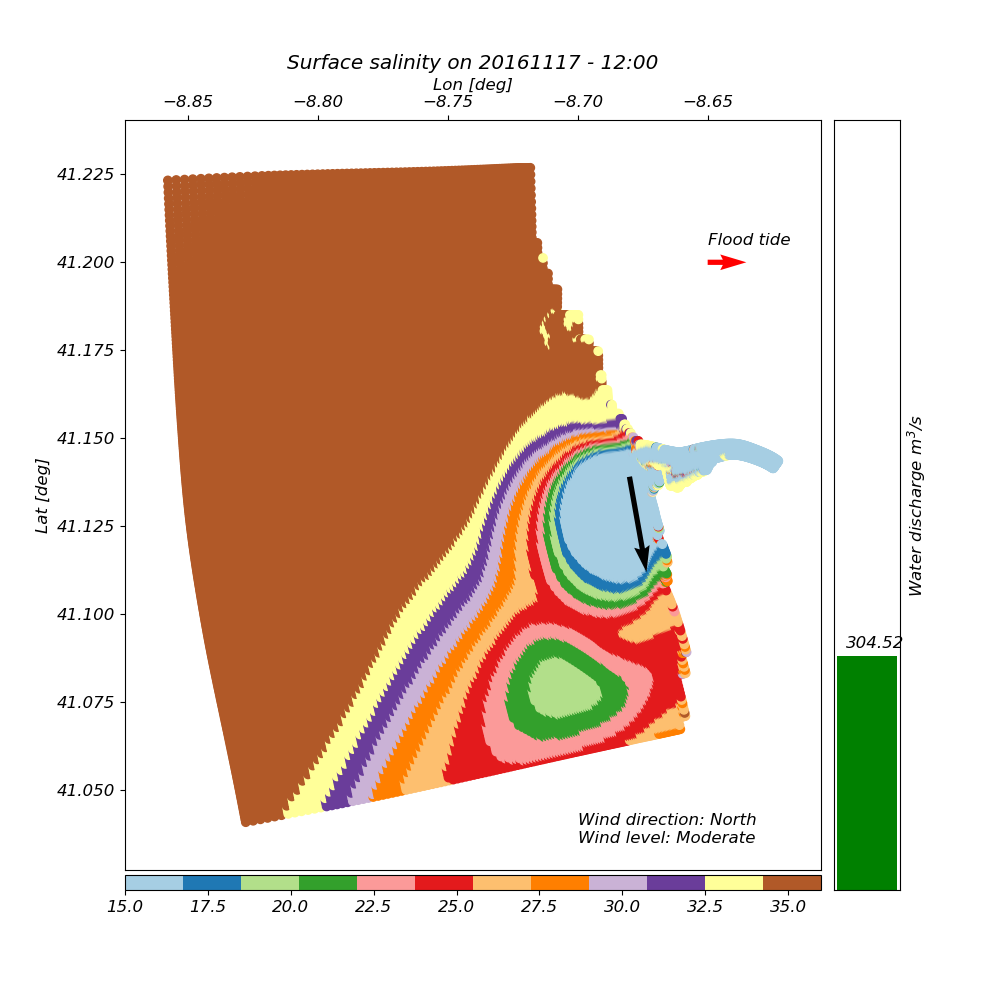 Surface salinity on 20161117 - 12:00
Lon [deg]
−8.85 −8.80 −8.75 −8.70 −8.65
41.225
41.200
41.175
41.150
41.125
41.100
41.075
41.050
Lat [deg]
Flood tide
Wind direction: North
Wind level: Moderate
15.0 17.5 20.0 22.5 25.0 27.5 30.0 32.5 35.0
304.52
Water discharge m³/s